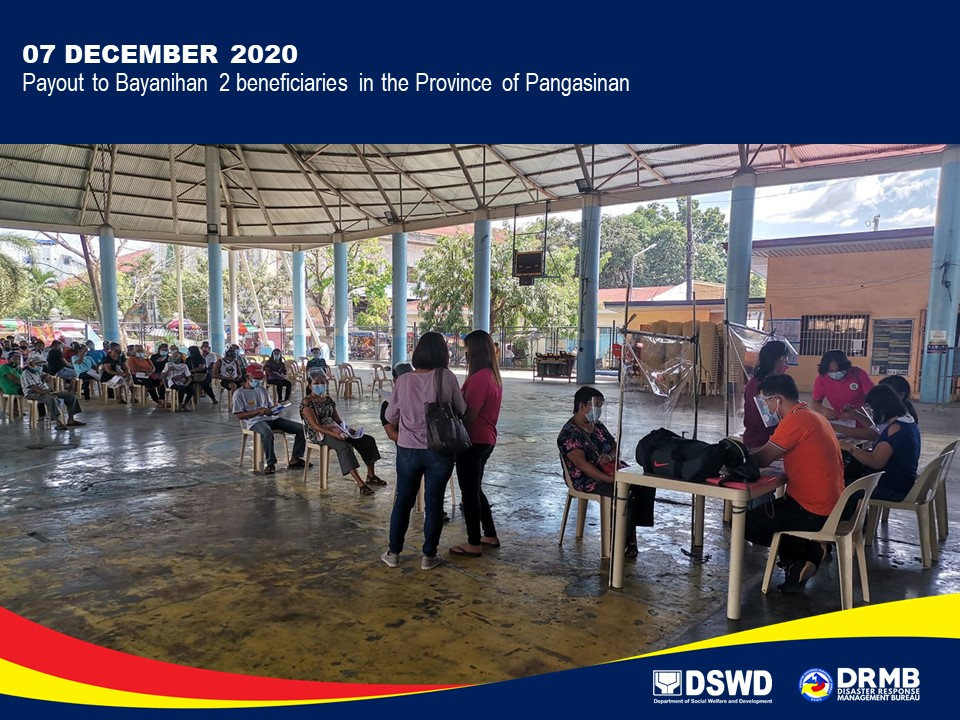 07 DECEMBER 2020
Payout to Bayanihan 2 beneficiaries in the Province of Pangasinan
DSWD
Department of Social Welfare and Development
DRMB
DISASTER RESPONSE
MANAGEMENT BUREAU